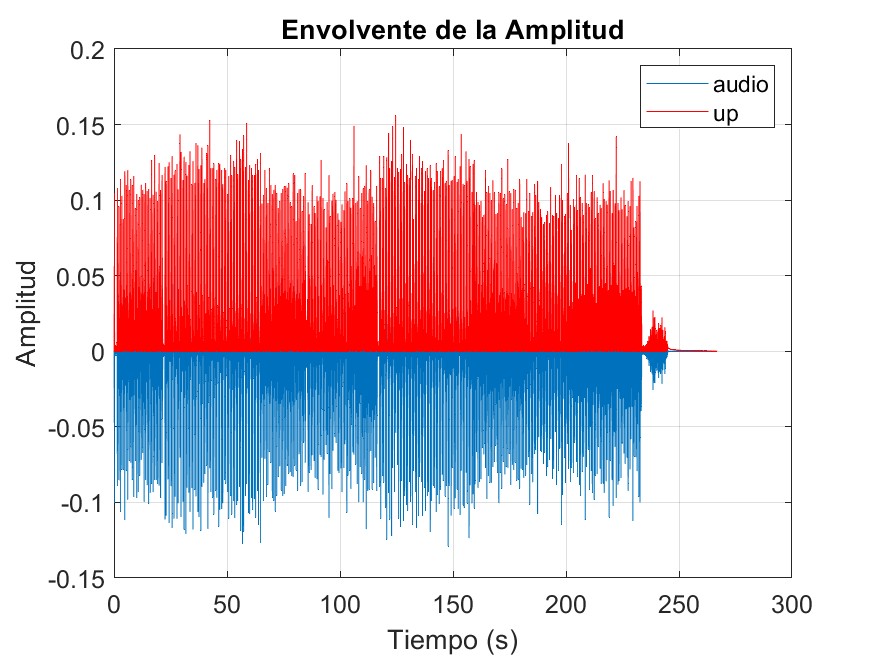 Envolvente de la Amplitud
audio
up
0.2
0.15
0.1
0.05
0
-0.05
-0.1
-0.15
Amplitud
0 50 100 150 200 250 300
Tiempo (s)